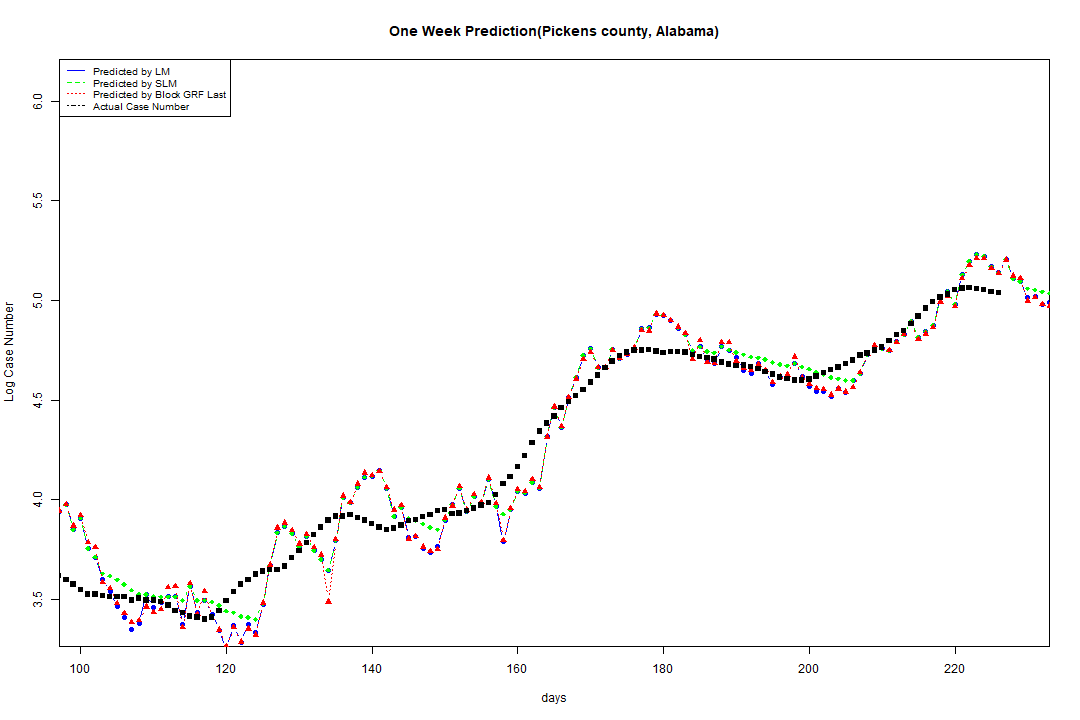 One Week Prediction(Pickens county, Alabama)
Predicted by LM
Predicted by SLM
Predicted by Block GRF Last
Actual Case Number
6.0
5.5
5.0
4.5
4.0
3.5
Log Case Number
100 120 140 160 180 200 220
days